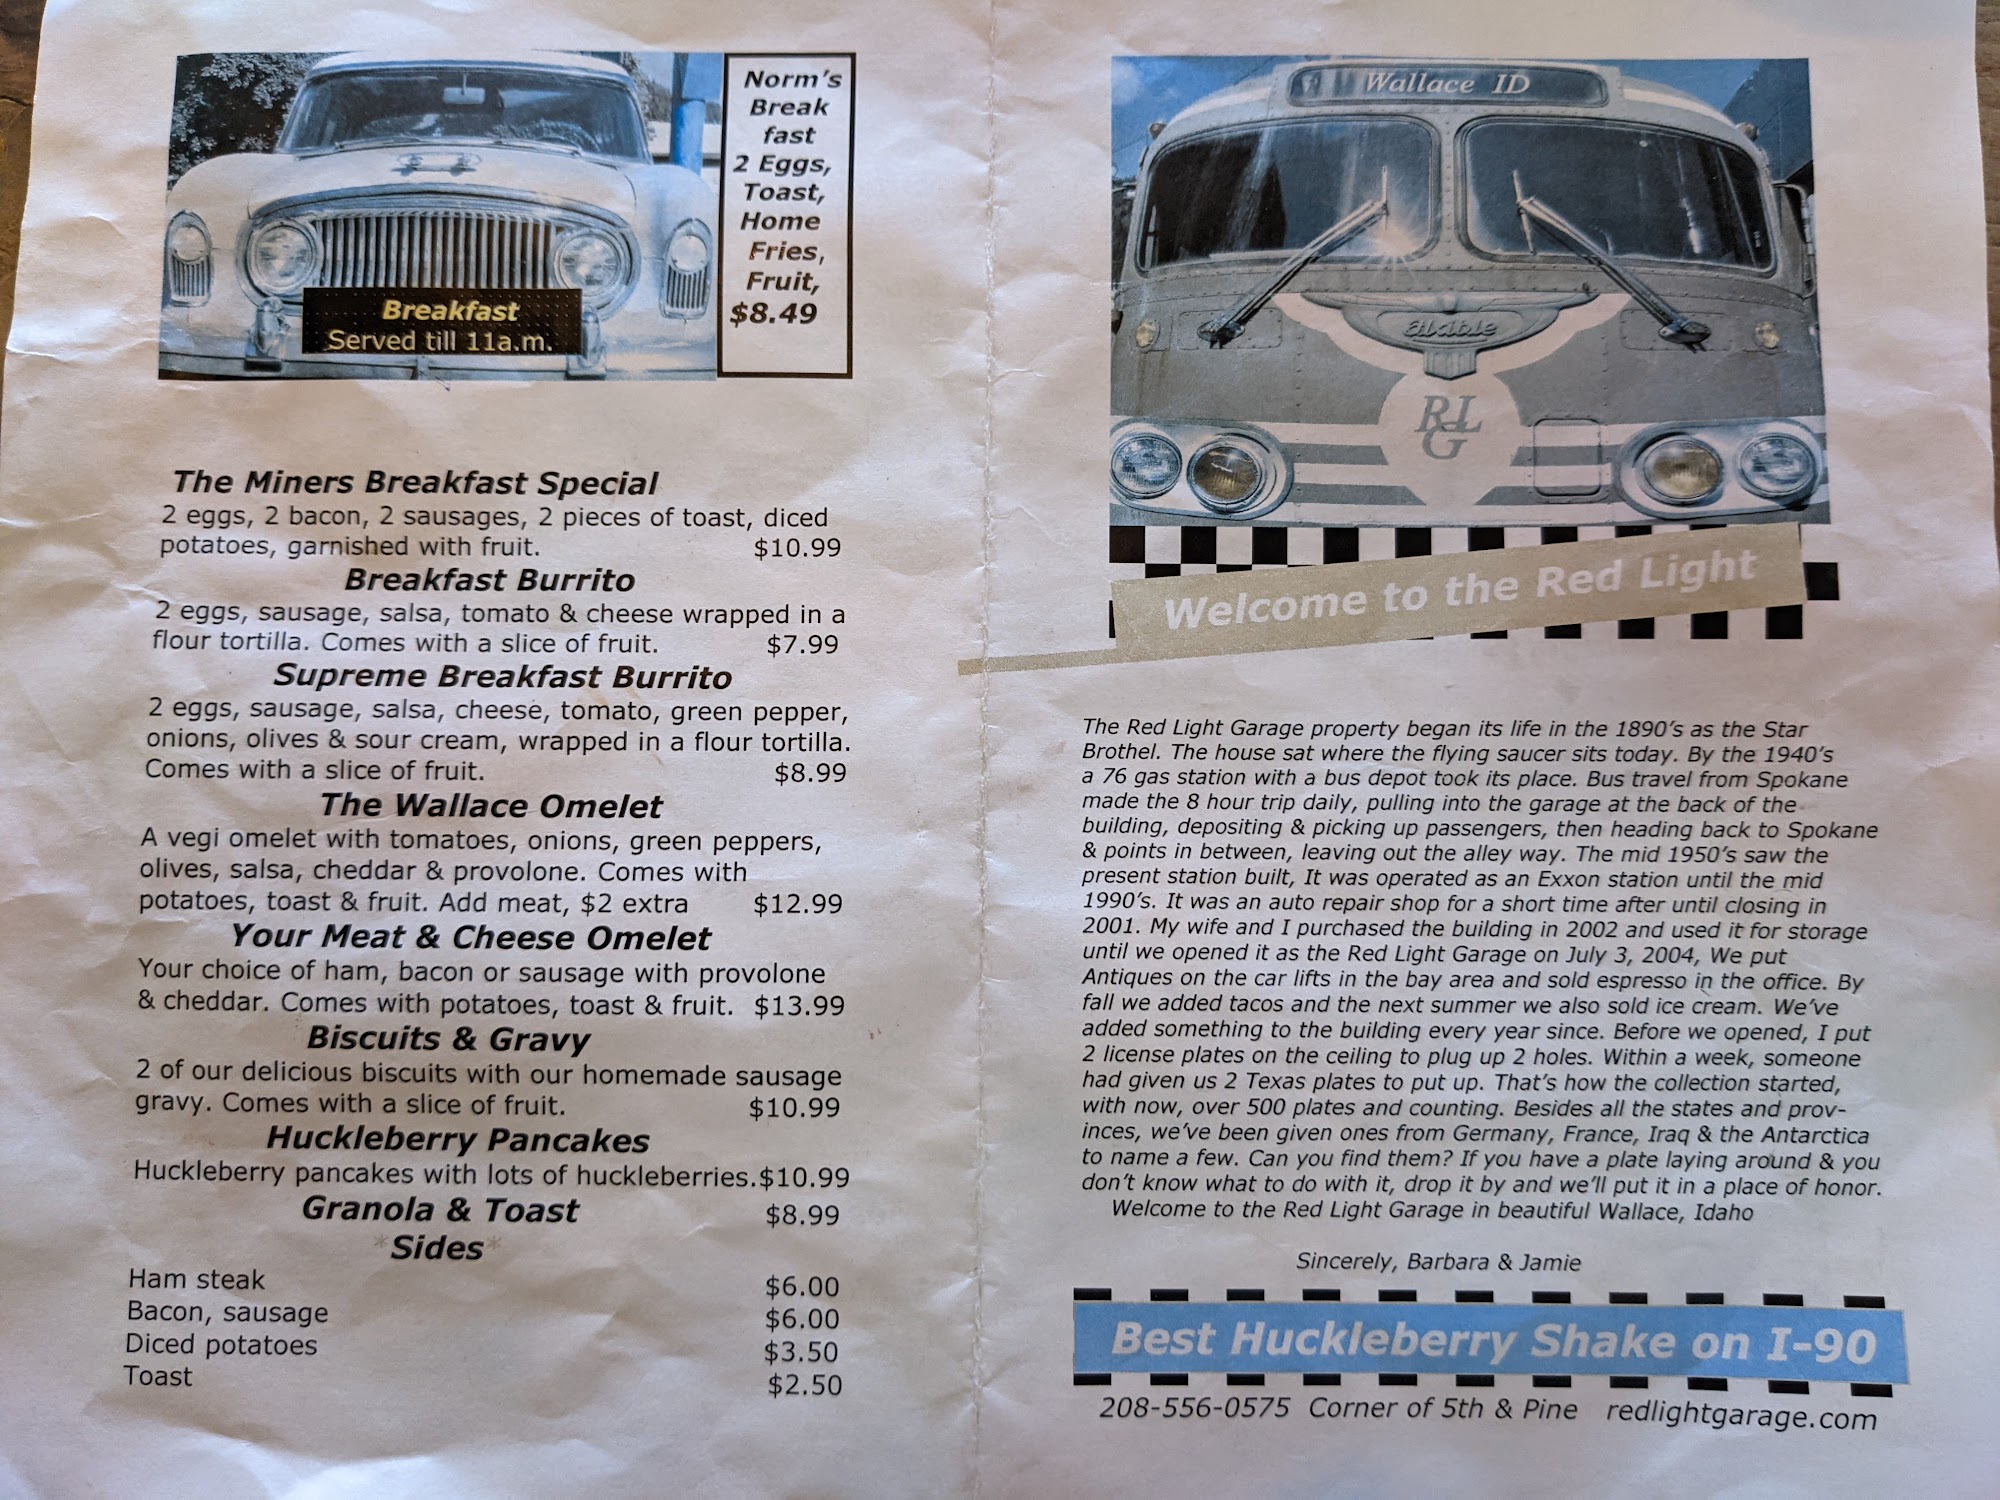 Norm's
Break
fast
2 Eggs,
Toast,
Home
Fries,
Fruit,
$8.49
Breakfast
Served till 11a.m.
The Miners Breakfast Special
2 eggs, 2 bacon, 2 sausages, 2 pieces of toast, diced
potatoes, garnished with fruit. $10.99
Breakfast Burrito
2 eggs, sausage, salsa, tomato & cheese wrapped in a
flour tortilla. Comes with a slice of fruit. $7.99
Supreme Breakfast Burrito
2 eggs, sausage, salsa, cheese, tomato, green pepper,
onions, olives & sour cream, wrapped in a flour tortilla.
Comes with a slice of fruit. $8.99
The Wallace Omelet
A vegi omelet with tomatoes, onions, green peppers,
olives, salsa, cheddar & provolone. Comes with
potatoes, toast & fruit. Add meat, $2 extra $12.99
Your Meat & Cheese Omelet
Your choice of ham, bacon or sausage with provolone
& cheddar. Comes with potatoes, toast & fruit. $13.99
Biscuits & Gravy
2 of our delicious biscuits with our homemade sausage
gravy. Comes with a slice of fruit. $10.99
Huckleberry Pancakes
Huckleberry pancakes with lots of huckleberries.$10.99
Granola & Toast $8.99
*Sides*
Ham steak $6.00
Bacon, sausage $6.00
Diced potatoes $3.50
Toast $2.50
Wallace ID
RLG
Welcome to the Red Light
The Red Light Garage property began its life in the 1890's as the Star
Brothel. The house sat where the flying saucer sits today. By the 1940's
a 76 gas station with a bus depot took its place. Bus travel from Spokane
made the 8 hour trip daily, pulling into the garage at the back of the
building, depositing & picking up passengers, then heading back to Spokane
& points in between, leaving out the alley way. The mid 1950's saw the
present station built, It was operated as an Exxon station until the mid
1990's. It was an auto repair shop for a short time after until closing in
2001. My wife and I purchased the building in 2002 and used it for storage
until we opened it as the Red Light Garage on July 3, 2004, We put
Antiques on the car lifts in the bay area and sold espresso in the office. By
fall we added tacos and the next summer we also sold ice cream. We've
added something to the building every year since. Before we opened, I put
2 license plates on the ceiling to plug up 2 holes. Within a week, someone
had given us 2 Texas plates to put up. That's how the collection started,
with now, over 500 plates and counting. Besides all the states and prov-
inces, we've been given ones from Germany, France, Iraq & the Antarctica
to name a few. Can you find them? If you have a plate laying around & you
don't know what to do with it, drop it by and we'll put it in a place of honor.
Welcome to the Red Light Garage in beautiful Wallace, Idaho
Sincerely, Barbara & Jamie
Best Huckleberry Shake on I-90
208-556-0575 Corner of 5th & Pine redlightgarage.com